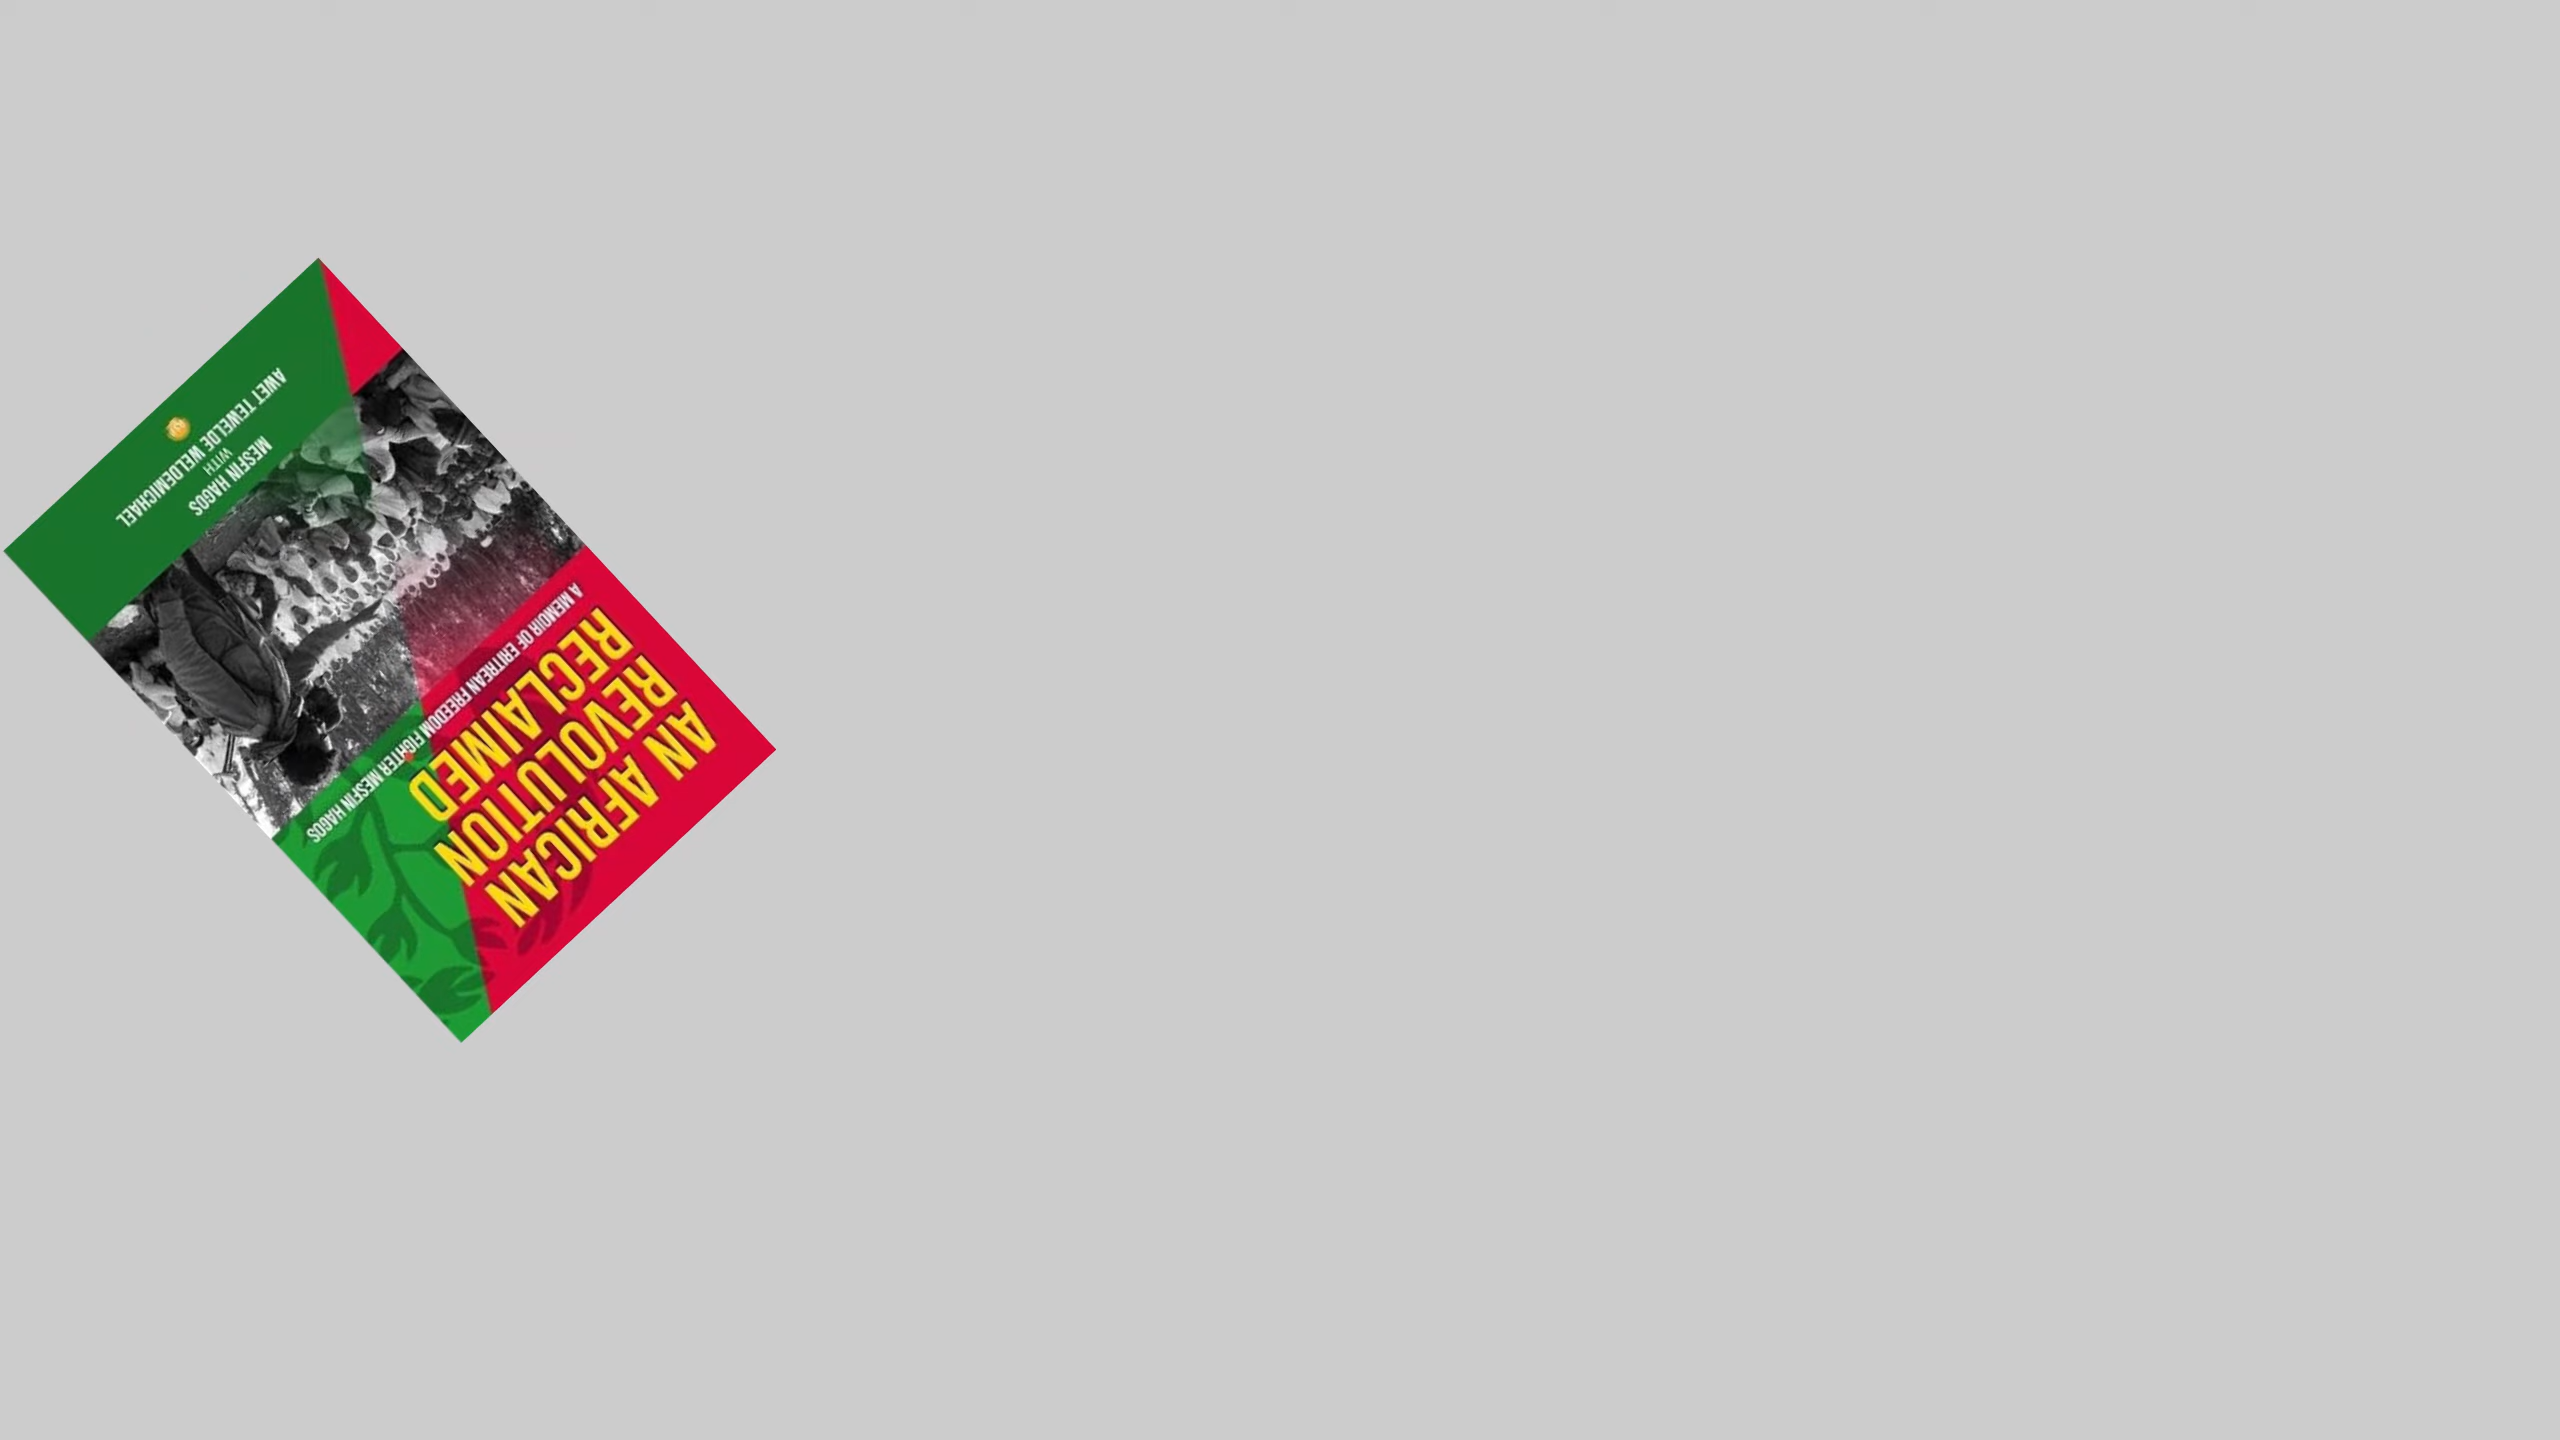 AN AFRICAN
REVOLUTION
RECLAIMED
A MEMOIR OF ERITREAN FREEDOM FIGHTER MESFIN HAGOS
MESFIN HAGOS
WITH
AWET TEWELDE WELDEMICHAEL